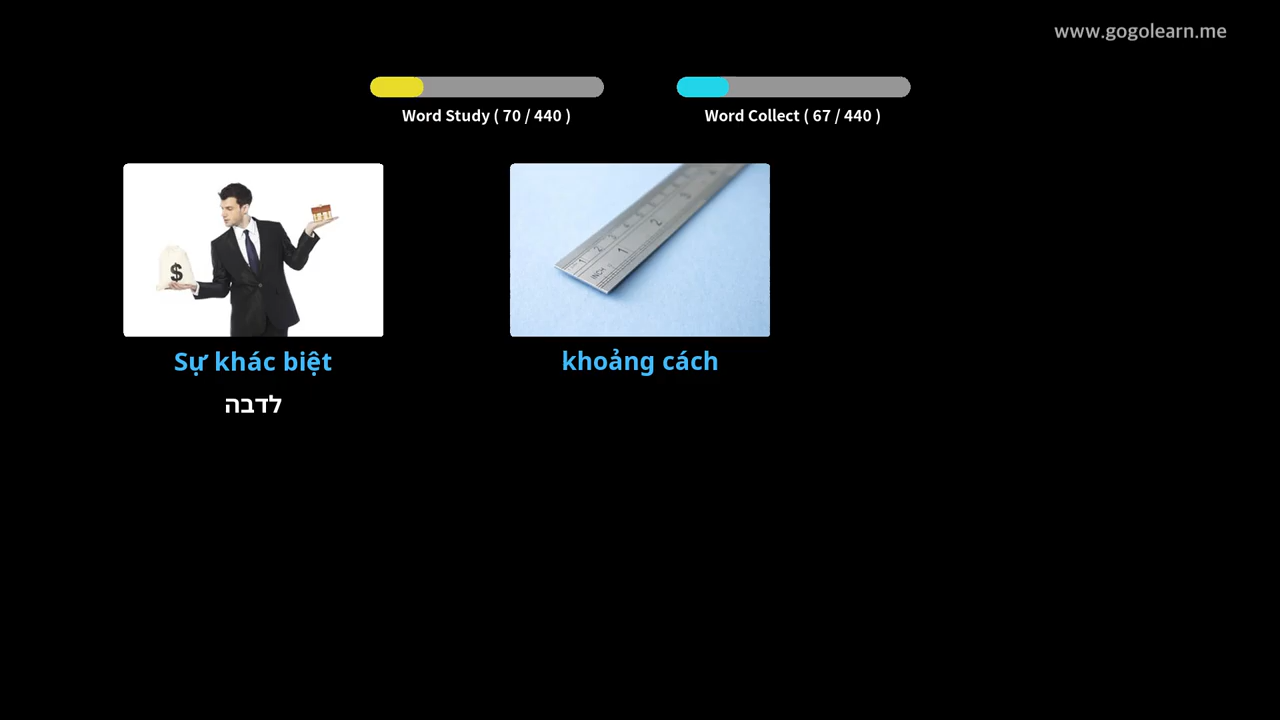 www.gogolearn.me
Word Study ( 70 / 440 )
Word Collect ( 67 / 440 )
$
Sự khác biệt
khoảng cách
לדבה